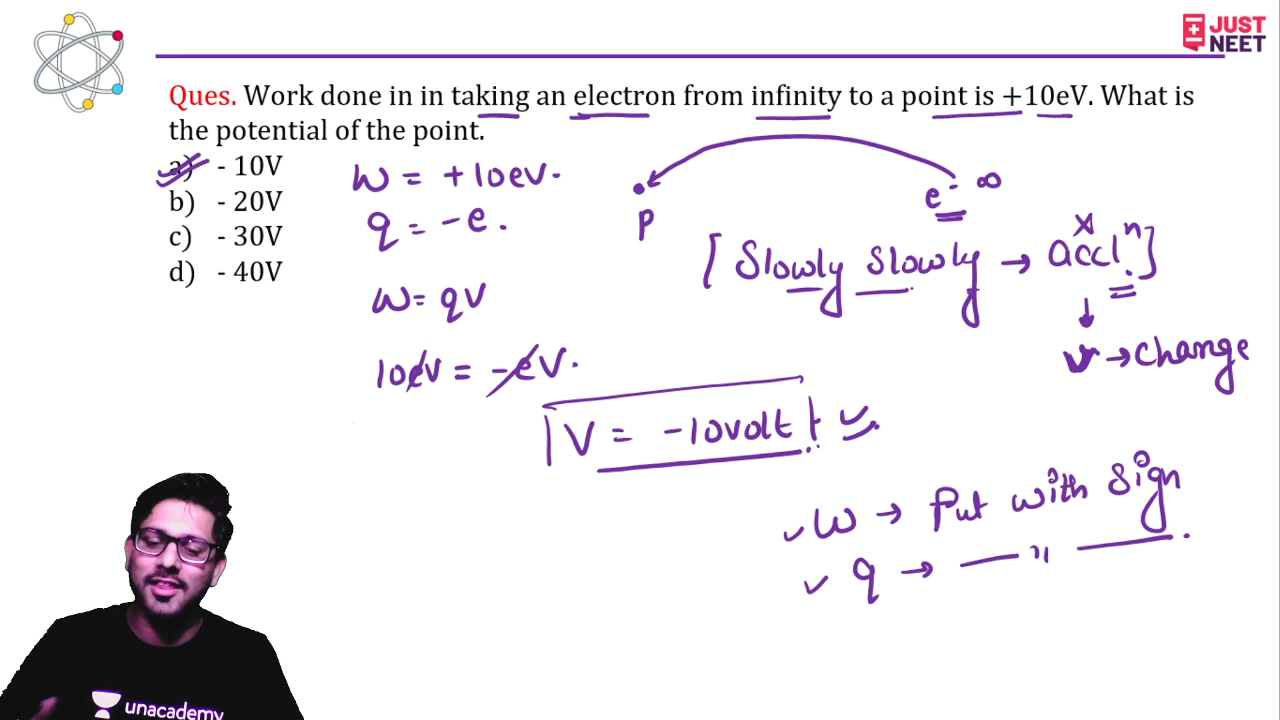 JUST
NEET
Ques. Work done in in taking an electron from infinity to a point is +10eV. What is
the potential of the point.
a) - 10V
b) - 20V
c) - 30V
d) - 40V
W = +10eV.
q = -e.
W = qV
10eV = -eV.
V = -10volt
P
e- ∞
[Slowly Slowly → acclⁿ]
v → change
W → Put with sign
q → — 〃 —
unacademy